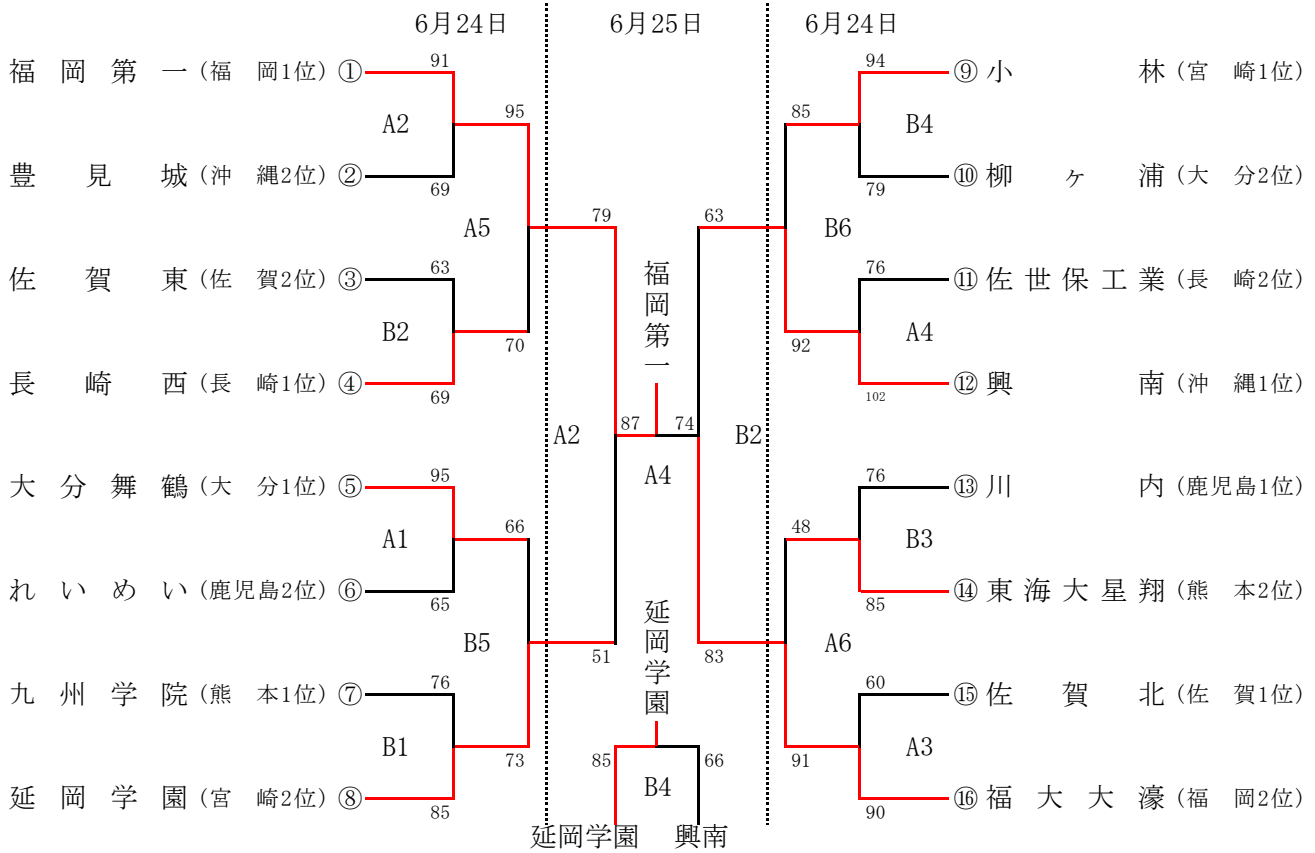 6月24日 6月25日 6月24日
福岡第一(福 岡1位)① 91 94 ⑨小林(宮 崎1位)
A2 95 85 B4
豊見城(沖 縄2位)② 69 79 ⑩柳ヶ浦(大 分2位)
A5 79 63 B6
佐賀東(佐 賀2位)③ 63 福岡第一 76 ⑪佐世保工業(長 崎2位)
B2 70 92 A4
長崎西(長 崎1位)④ 69 102 ⑫興南(沖 縄1位)
A2 87 74 B2
A4
大分舞鶴(大 分1位)⑤ 95 76 ⑬川内(鹿児島1位)
A1 66 48 B3
れいめい(鹿児島2位)⑥ 65 85 ⑭東海大星翔(熊 本2位)
B5 51 延岡学園 83 A6
九州学院(熊 本1位)⑦ 76 60 ⑮佐賀北(佐 賀1位)
B1 73 85 66 91 A3
B4
延岡学園(宮 崎2位)⑧ 85 90 ⑯福大大濠(福 岡2位)
延岡学園 興南